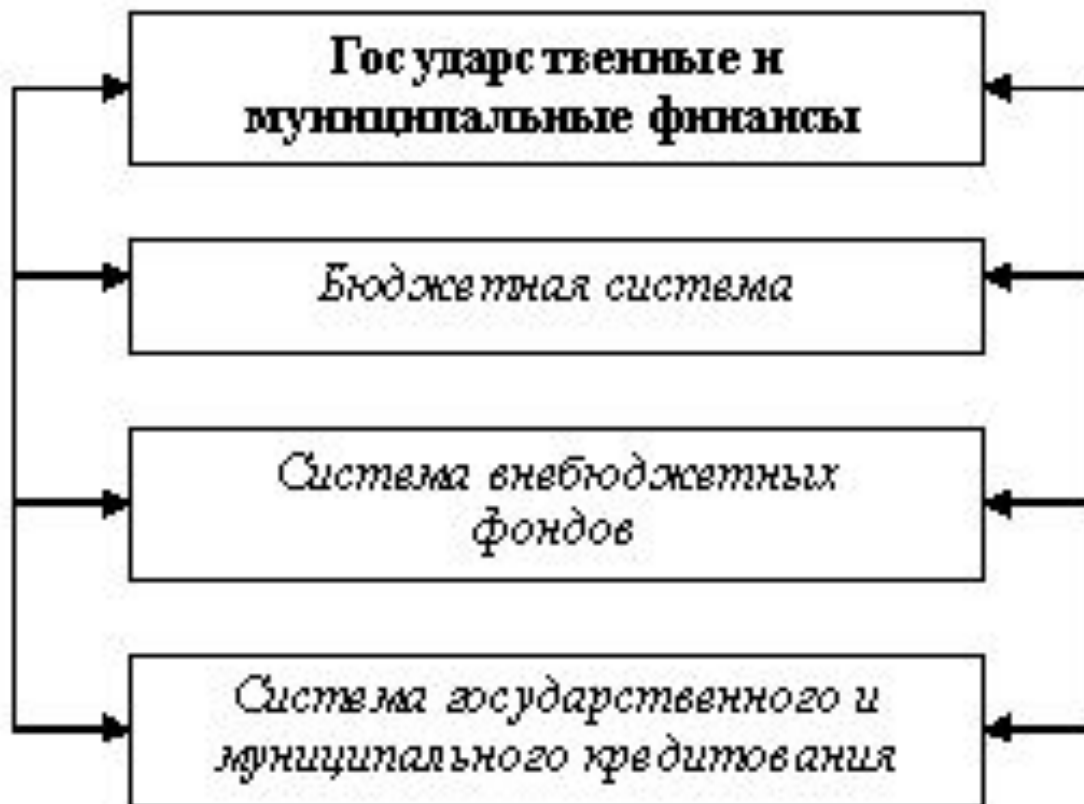 Государственные и
муниципальные финансы
Бюджетная система
Система внебюджетных
фондов
Система государственного и
муниципального кредитования